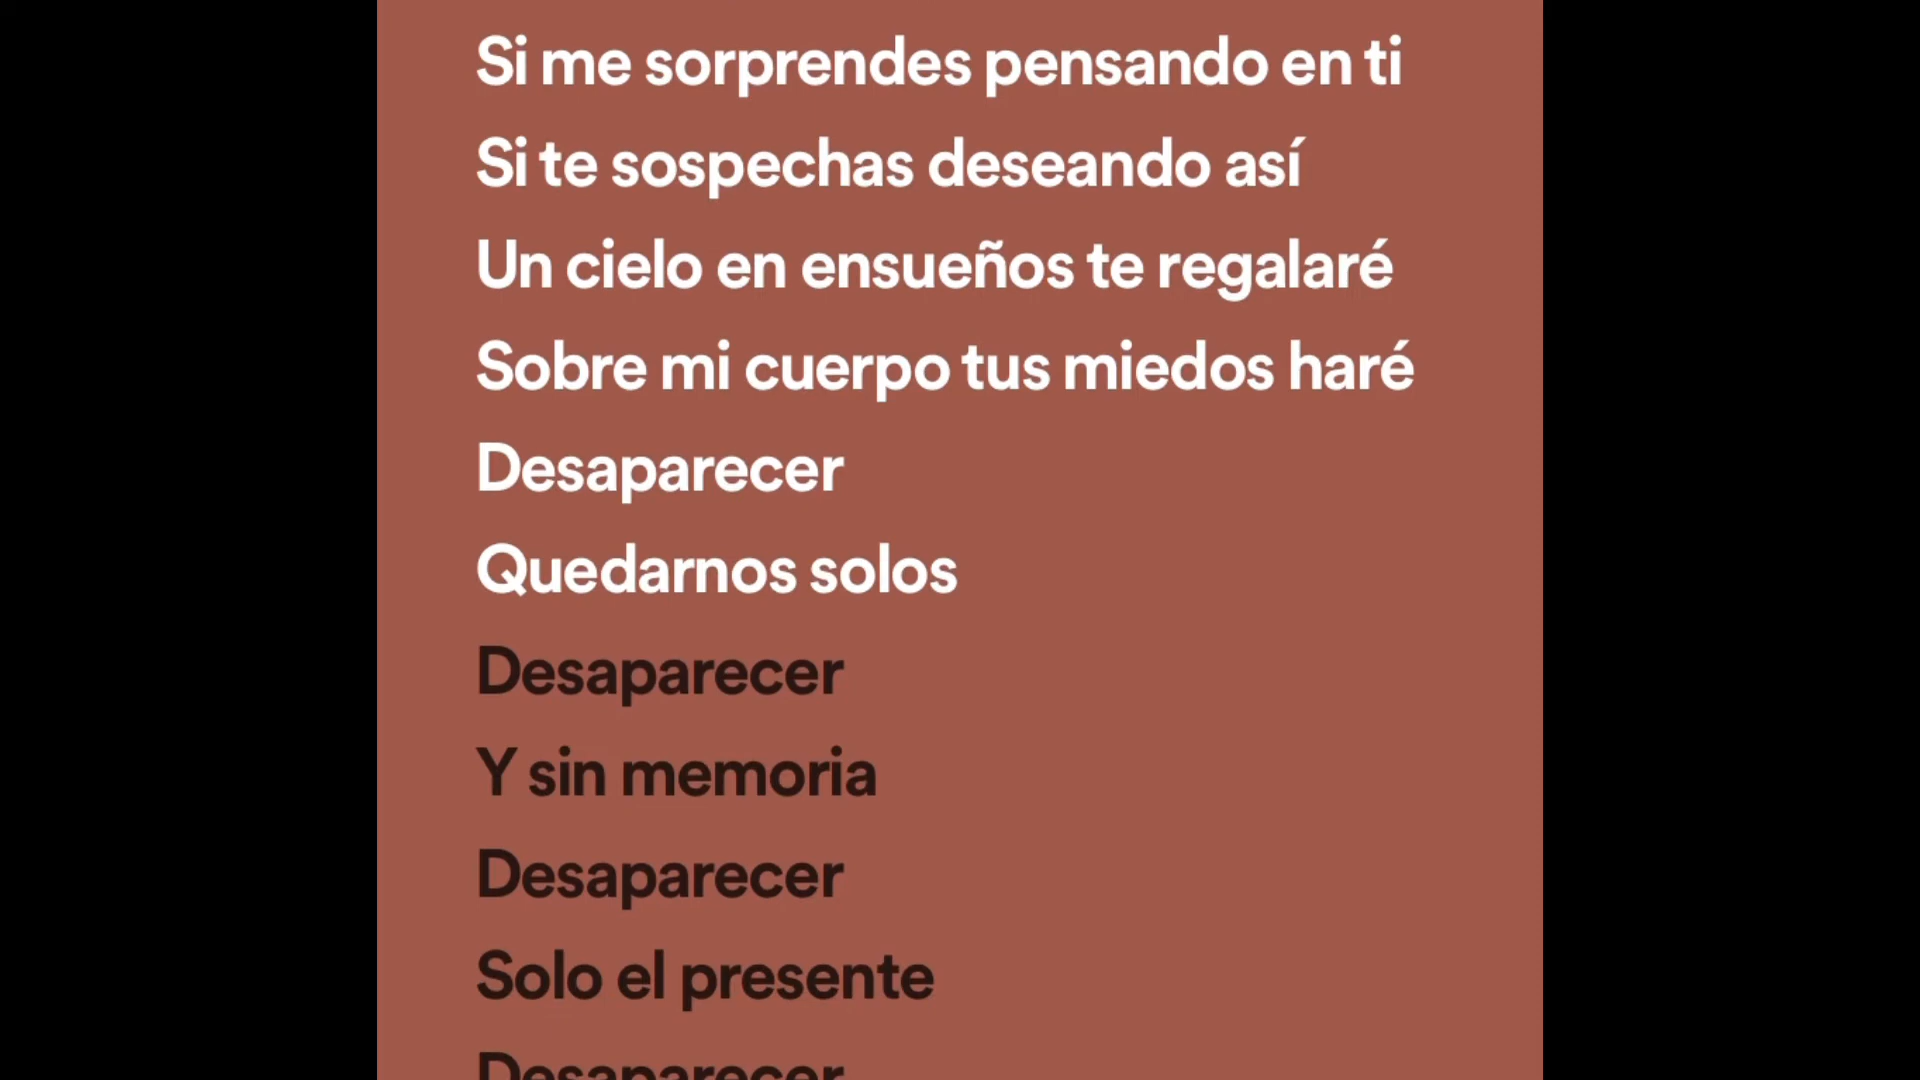 Si me sorprendes pensando en ti
Si te sospechas deseando así
Un cielo en ensueños te regalaré
Sobre mi cuerpo tus miedos haré
Desaparecer
Quedarnos solos
Desaparecer
Y sin memoria
Desaparecer
Solo el presente
Desaparecer